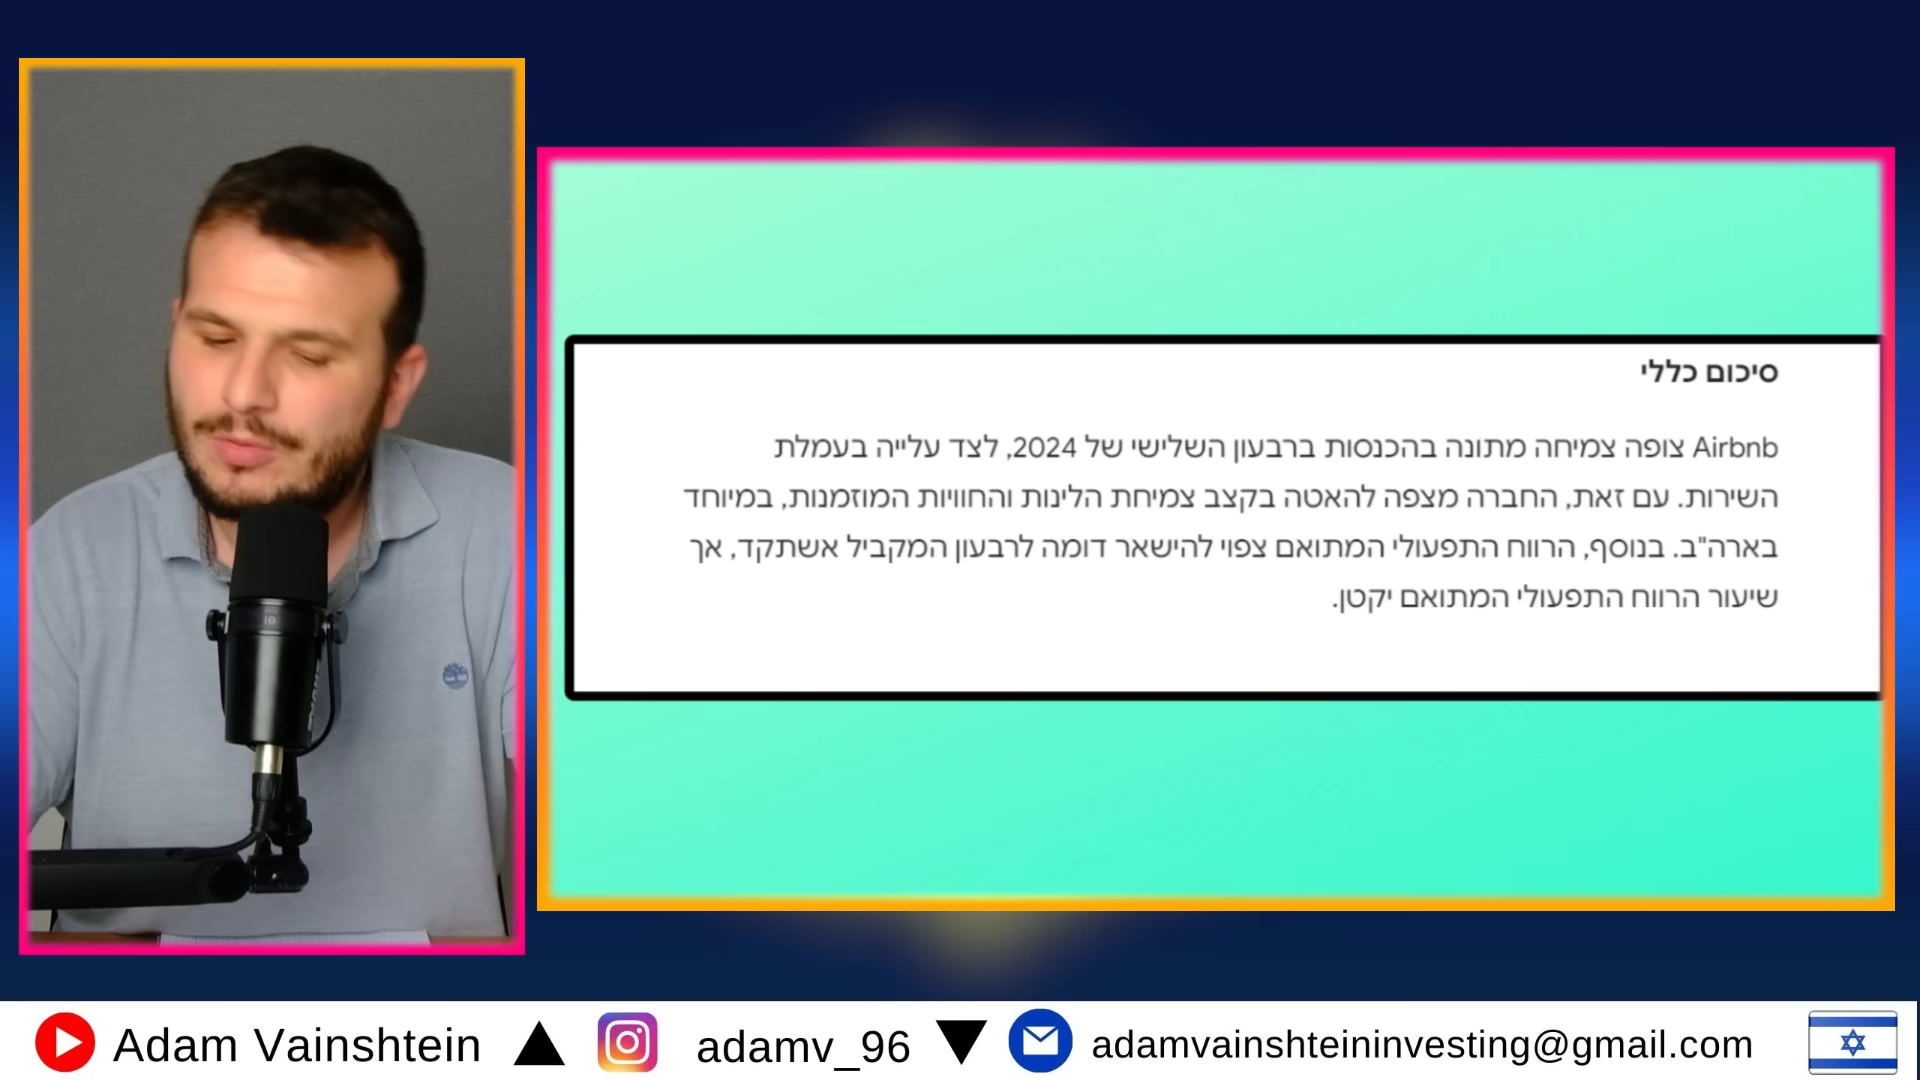 סיכום כללי
Airbnb צופה צמיחה מתונה בהכנסות ברבעון השלישי של 2024, לצד עלייה בעמלת
השירות. עם זאת, החברה מצפה להאטה בקצב צמיחת הלינות והחוויות המוזמנות, במיוחד
בארה"ב. בנוסף, הרווח התפעולי המתואם צפוי להישאר דומה לרבעון המקביל אשתקד, אך
שיעור הרווח התפעולי המתואם יקטן.
Adam Vainshtein adamv_96 adamvainshteininvesting@gmail.com